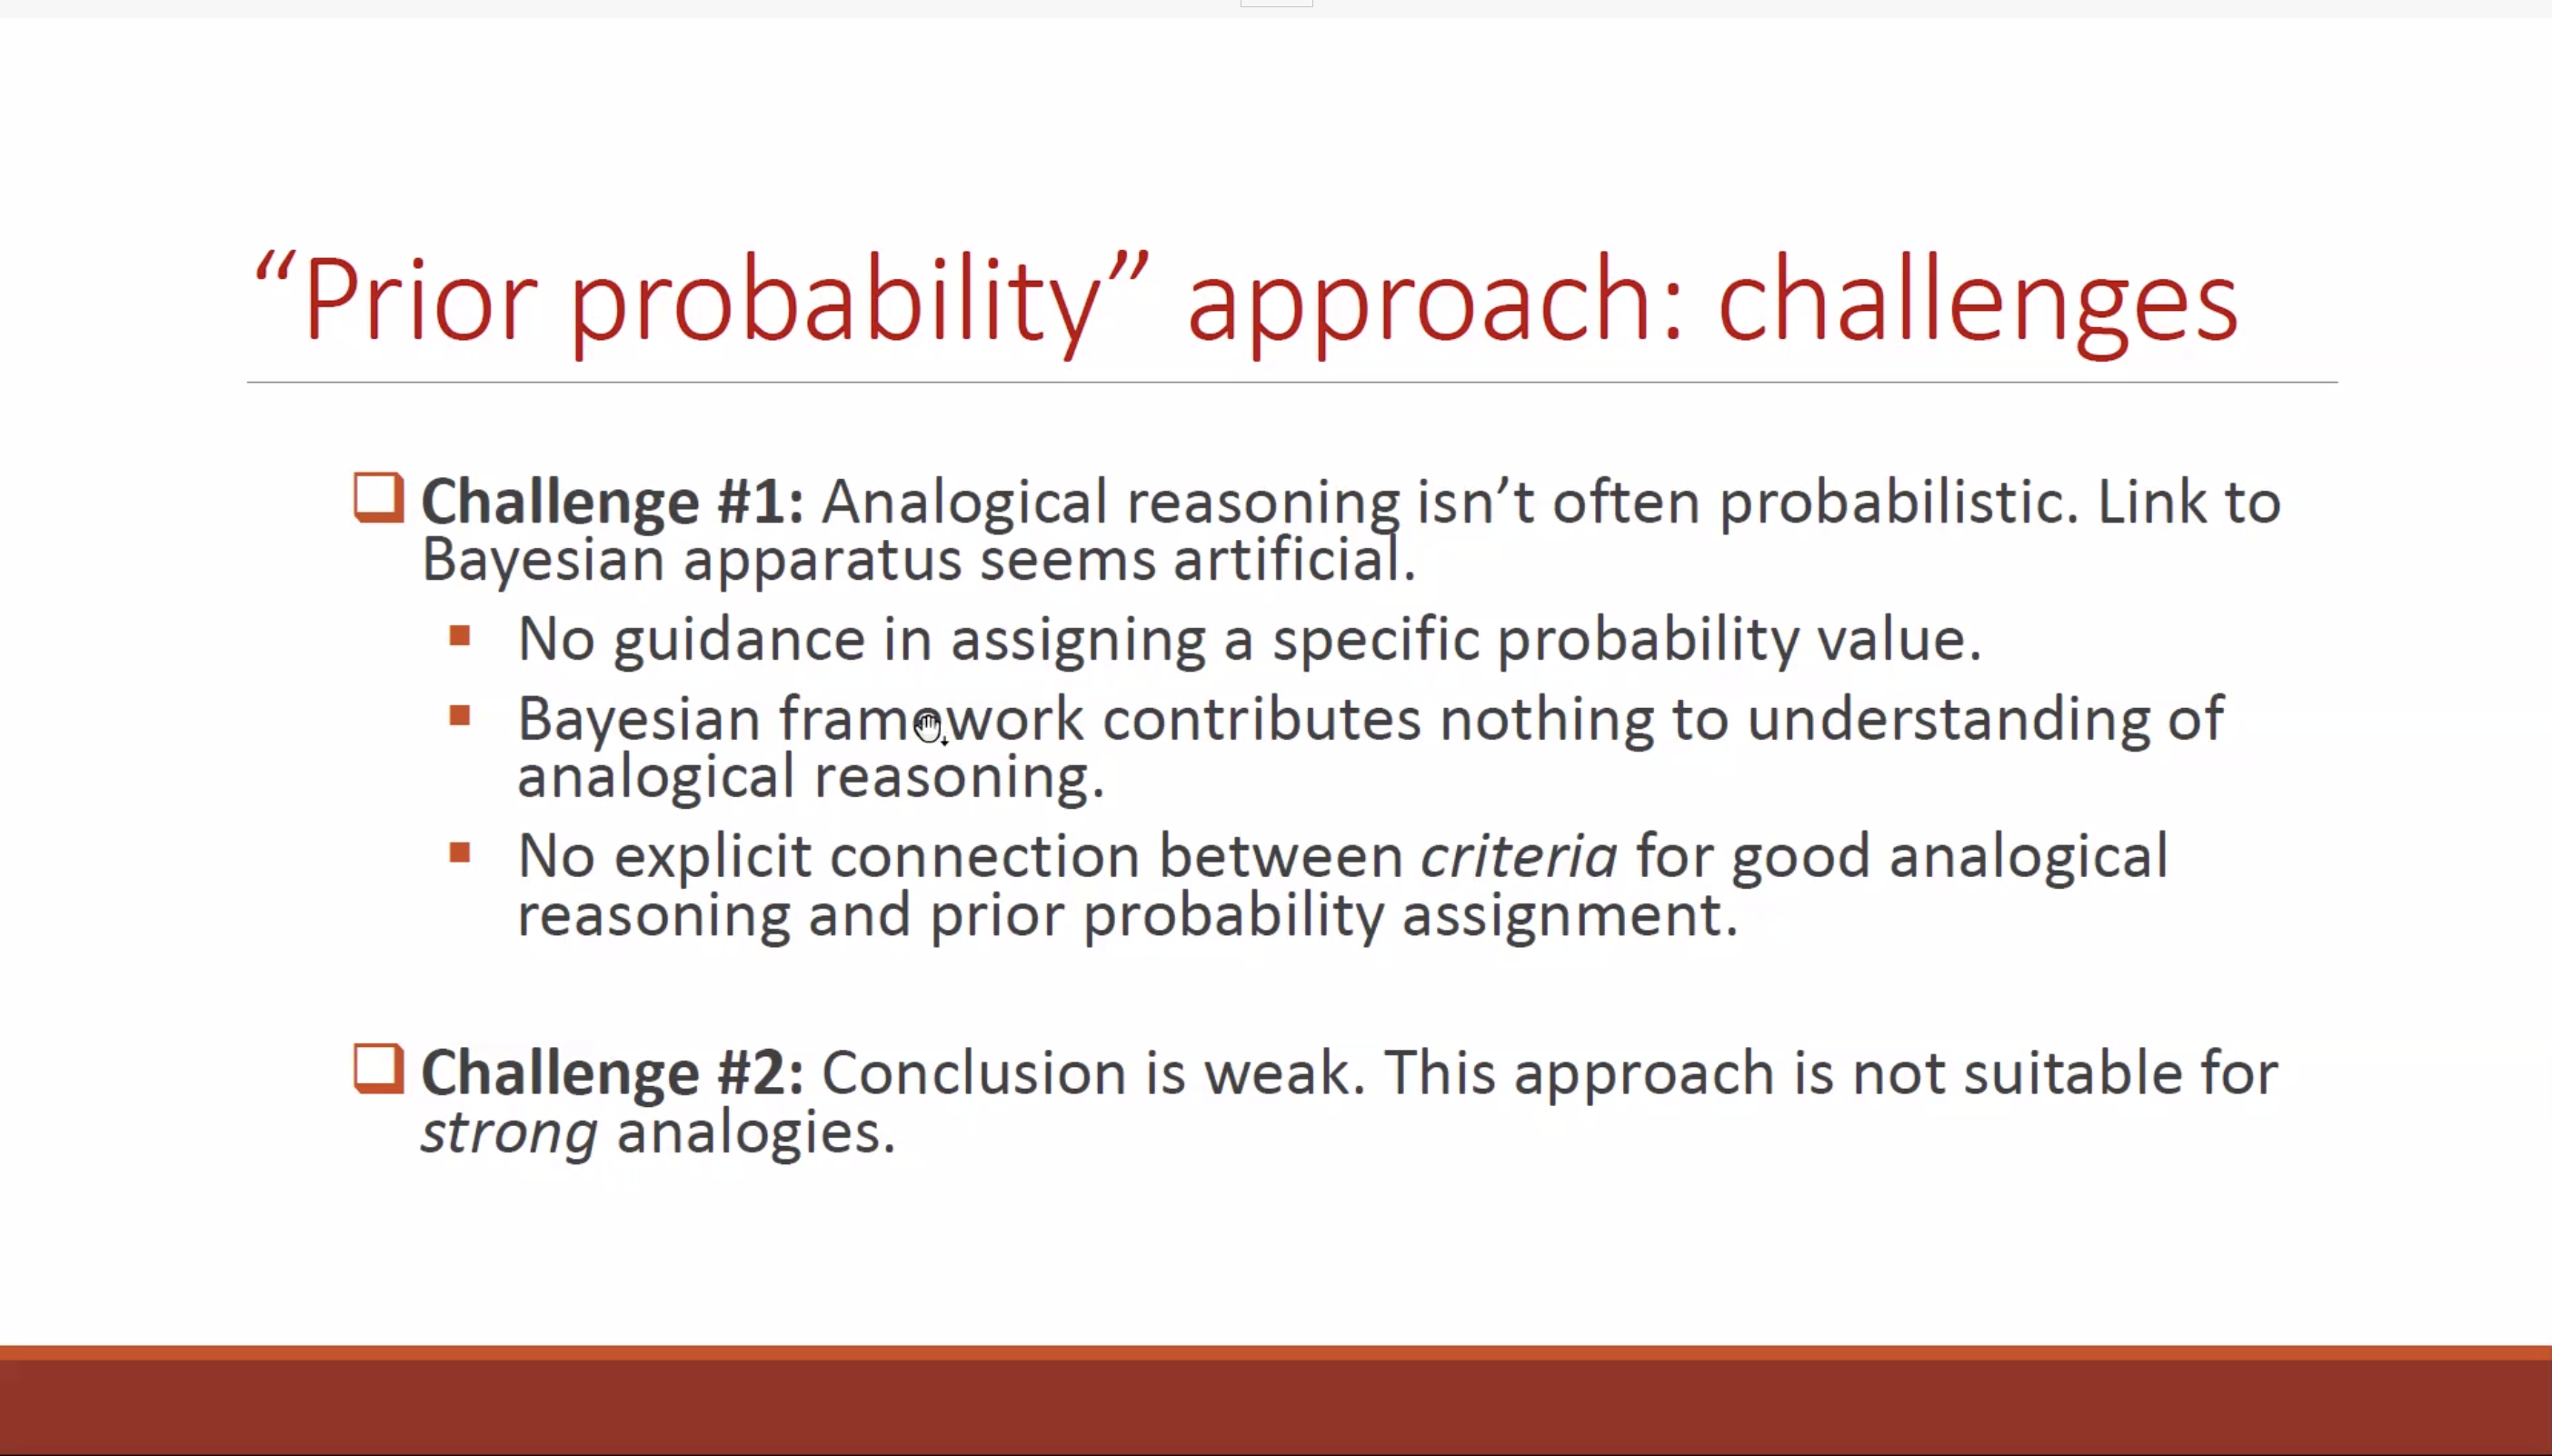 “Prior probability” approach: challenges
Challenge #1: Analogical reasoning isn’t often probabilistic. Link to
Bayesian apparatus seems artificial.
No guidance in assigning a specific probability value.
Bayesian framework contributes nothing to understanding of
analogical reasoning.
No explicit connection between criteria for good analogical
reasoning and prior probability assignment.
Challenge #2: Conclusion is weak. This approach is not suitable for
strong analogies.